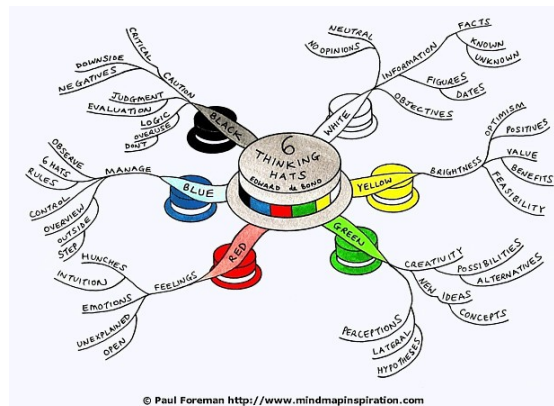 6
THINKING
HATS
EDWARD de BONO
WHITE
NEUTRAL
NO OPINIONS
INFORMATION
FACTS
KNOWN
UNKNOWN
FIGURES
DATES
OBJECTIVES
YELLOW
BRIGHTNESS
OPTIMISM
POSITIVES
VALUE
BENEFITS
FEASIBILITY
GREEN
CREATIVITY
POSSIBILITIES
ALTERNATIVES
NEW IDEAS
CONCEPTS
PERCEPTIONS
LATERAL
HYPOTHESES
RED
FEELINGS
HUNCHES
INTUITION
EMOTIONS
UNEXPLAINED
OPEN
BLUE
MANAGE
OBSERVE
6 HATS
RULES
CONTROL
OVERVIEW
OUTSIDE
STEP
BLACK
CAUTION
CRITICAL
DOWNSIDE
NEGATIVES
JUDGMENT
EVALUATION
LOGIC
OVERUSE
DON'T
© Paul Foreman http://www.mindmapinspiration.com